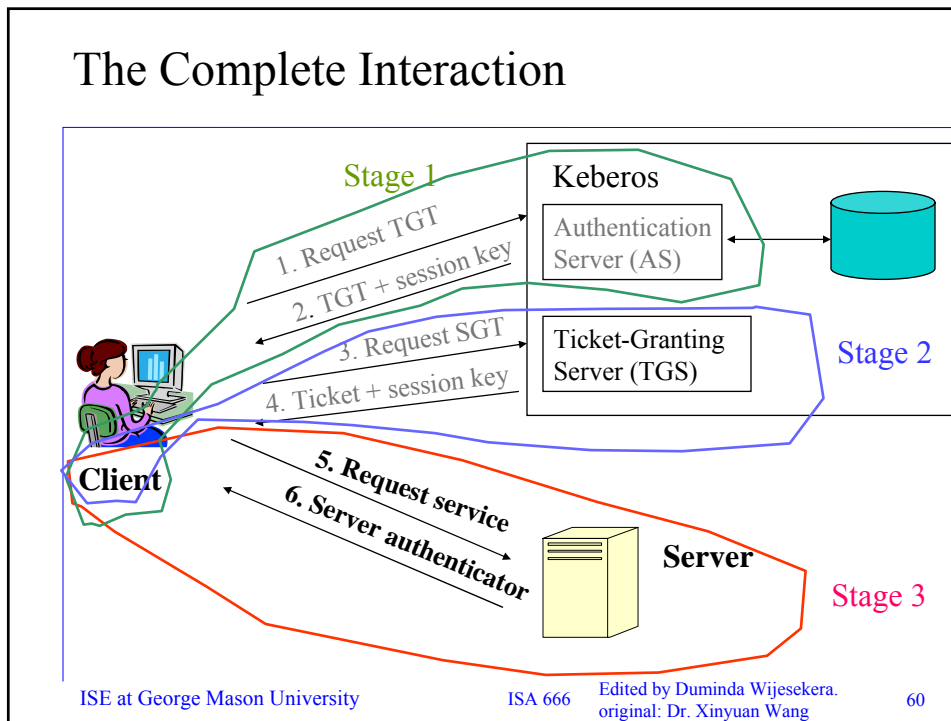 The Complete Interaction
Stage 1
Keberos
1. Request TGT
Authentication
Server (AS)
2. TGT + session key
3. Request SGT
Ticket-Granting
Server (TGS)
Stage 2
4. Ticket + session key
Client
5. Request service
6. Server authenticator
Server
Stage 3
ISE at George Mason University
ISA 666
Edited by Duminda Wijesekera.
original: Dr. Xinyuan Wang
60